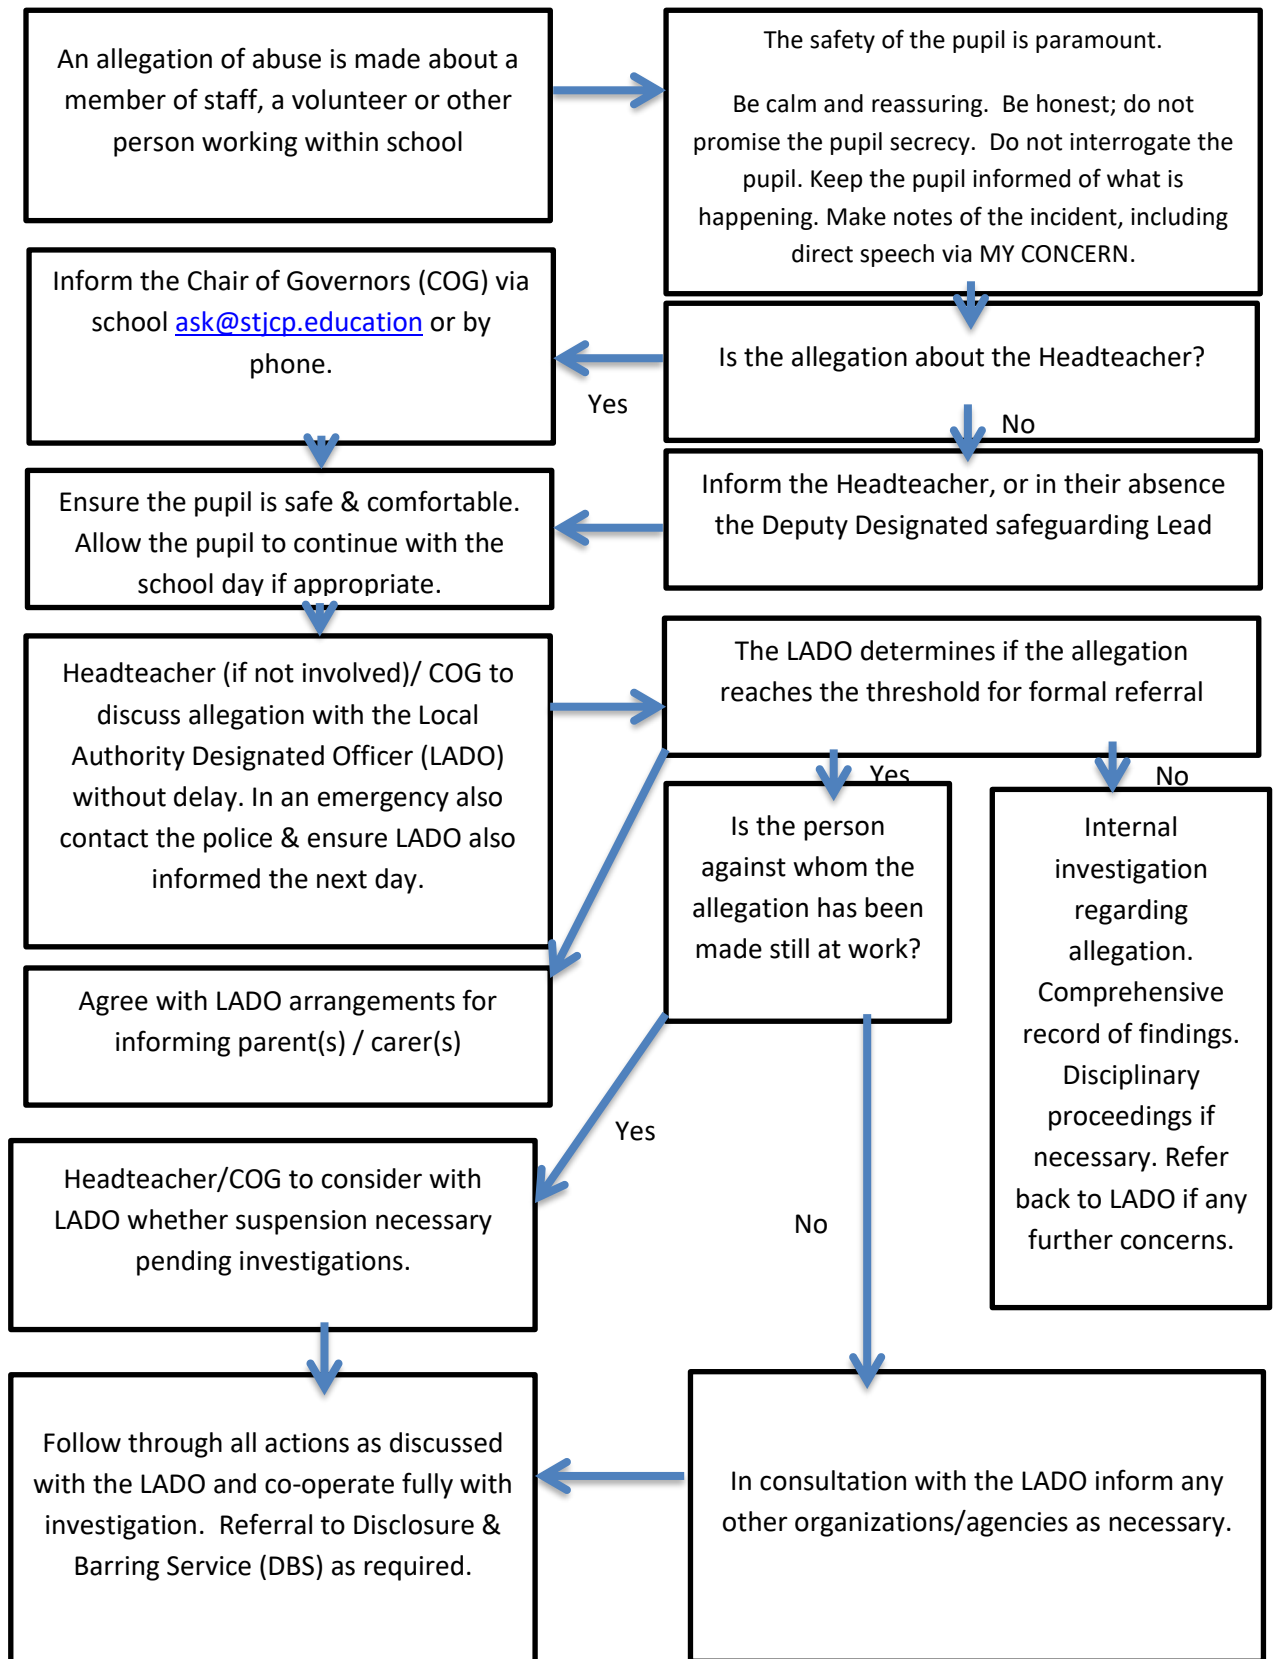 An allegation of abuse is made about a
member of staff, a volunteer or other
person working within school
The safety of the pupil is paramount.
Be calm and reassuring.  Be honest; do not
promise the pupil secrecy.  Do not interrogate the
pupil. Keep the pupil informed of what is
happening. Make notes of the incident, including
direct speech via MY CONCERN.
Inform the Chair of Governors (COG) via
school ask@stjcp.education or by
phone.
Is the allegation about the Headteacher?
Yes
No
Inform the Headteacher, or in their absence
the Deputy Designated safeguarding Lead
Ensure the pupil is safe & comfortable.
Allow the pupil to continue with the
school day if appropriate.
Headteacher (if not involved)/ COG to
discuss allegation with the Local
Authority Designated Officer (LADO)
without delay. In an emergency also
contact the police & ensure LADO also
informed the next day.
The LADO determines if the allegation
reaches the threshold for formal referral
Yes
No
Is the person
against whom the
allegation has been
made still at work?
Internal
investigation
regarding
allegation.
Comprehensive
record of findings.
Disciplinary
proceedings if
necessary. Refer
back to LADO if any
further concerns.
Agree with LADO arrangements for
informing parent(s) / carer(s)
Yes
Headteacher/COG to consider with
LADO whether suspension necessary
pending investigations.
No
Follow through all actions as discussed
with the LADO and co-operate fully with
investigation.  Referral to Disclosure &
Barring Service (DBS) as required.
In consultation with the LADO inform any
other organizations/agencies as necessary.